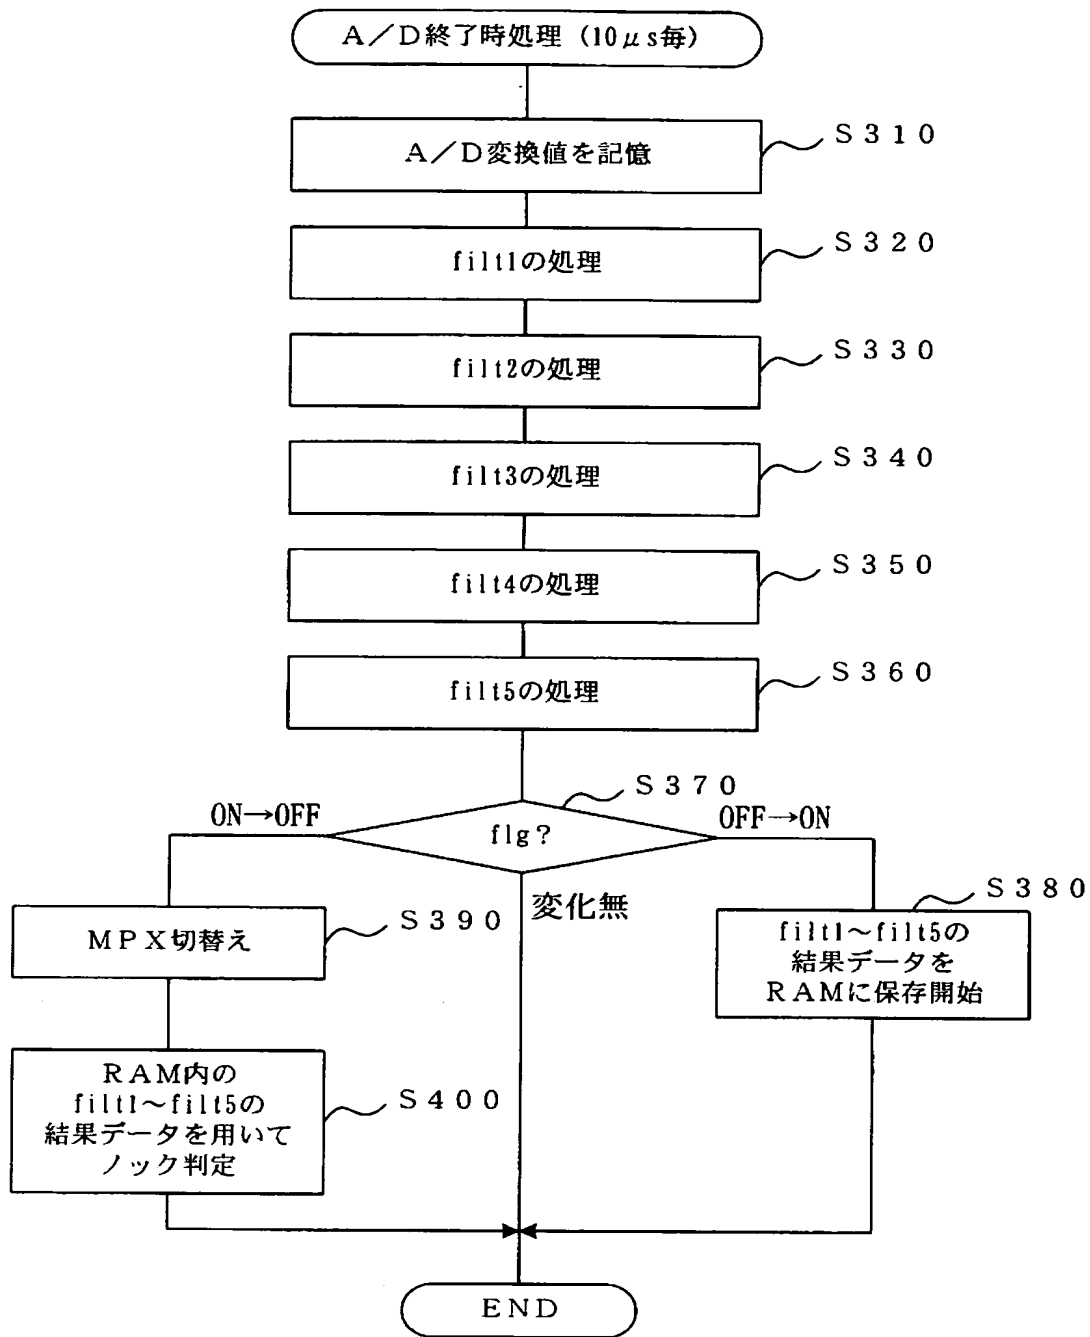 A／D終了時処理（10μs毎）
A／D変換値を記憶
S310
filt1の処理
S320
filt2の処理
S330
filt3の処理
S340
filt4の処理
S350
filt5の処理
S360
S370
flg?
ON→OFF
OFF→ON
変化無
MPX切替え
S390
S380
filt1～filt5の
結果データを
RAMに保存開始
RAM内の
filt1～filt5の
結果データを用いて
ノック判定
S400
END